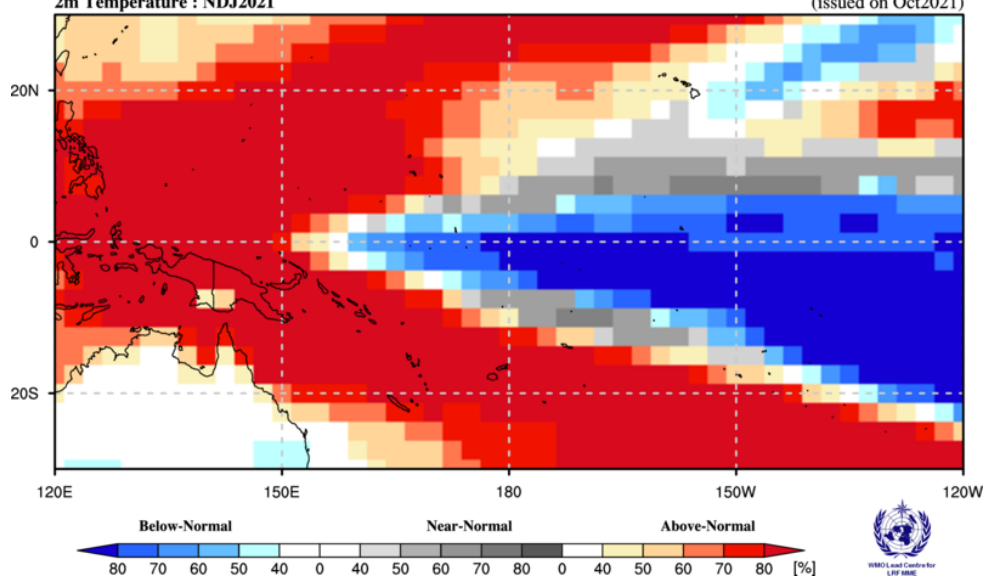 2m Temperature : NDJ2021
(issued on Oct2021)
20N
0
20S
120E 150E 180 150W 120W
Below-Normal Near-Normal Above-Normal
80 70 60 50 40 0 40 50 60 70 80 0 40 50 60 70 80 [%]
WMO Lead Centre for
LRF MME